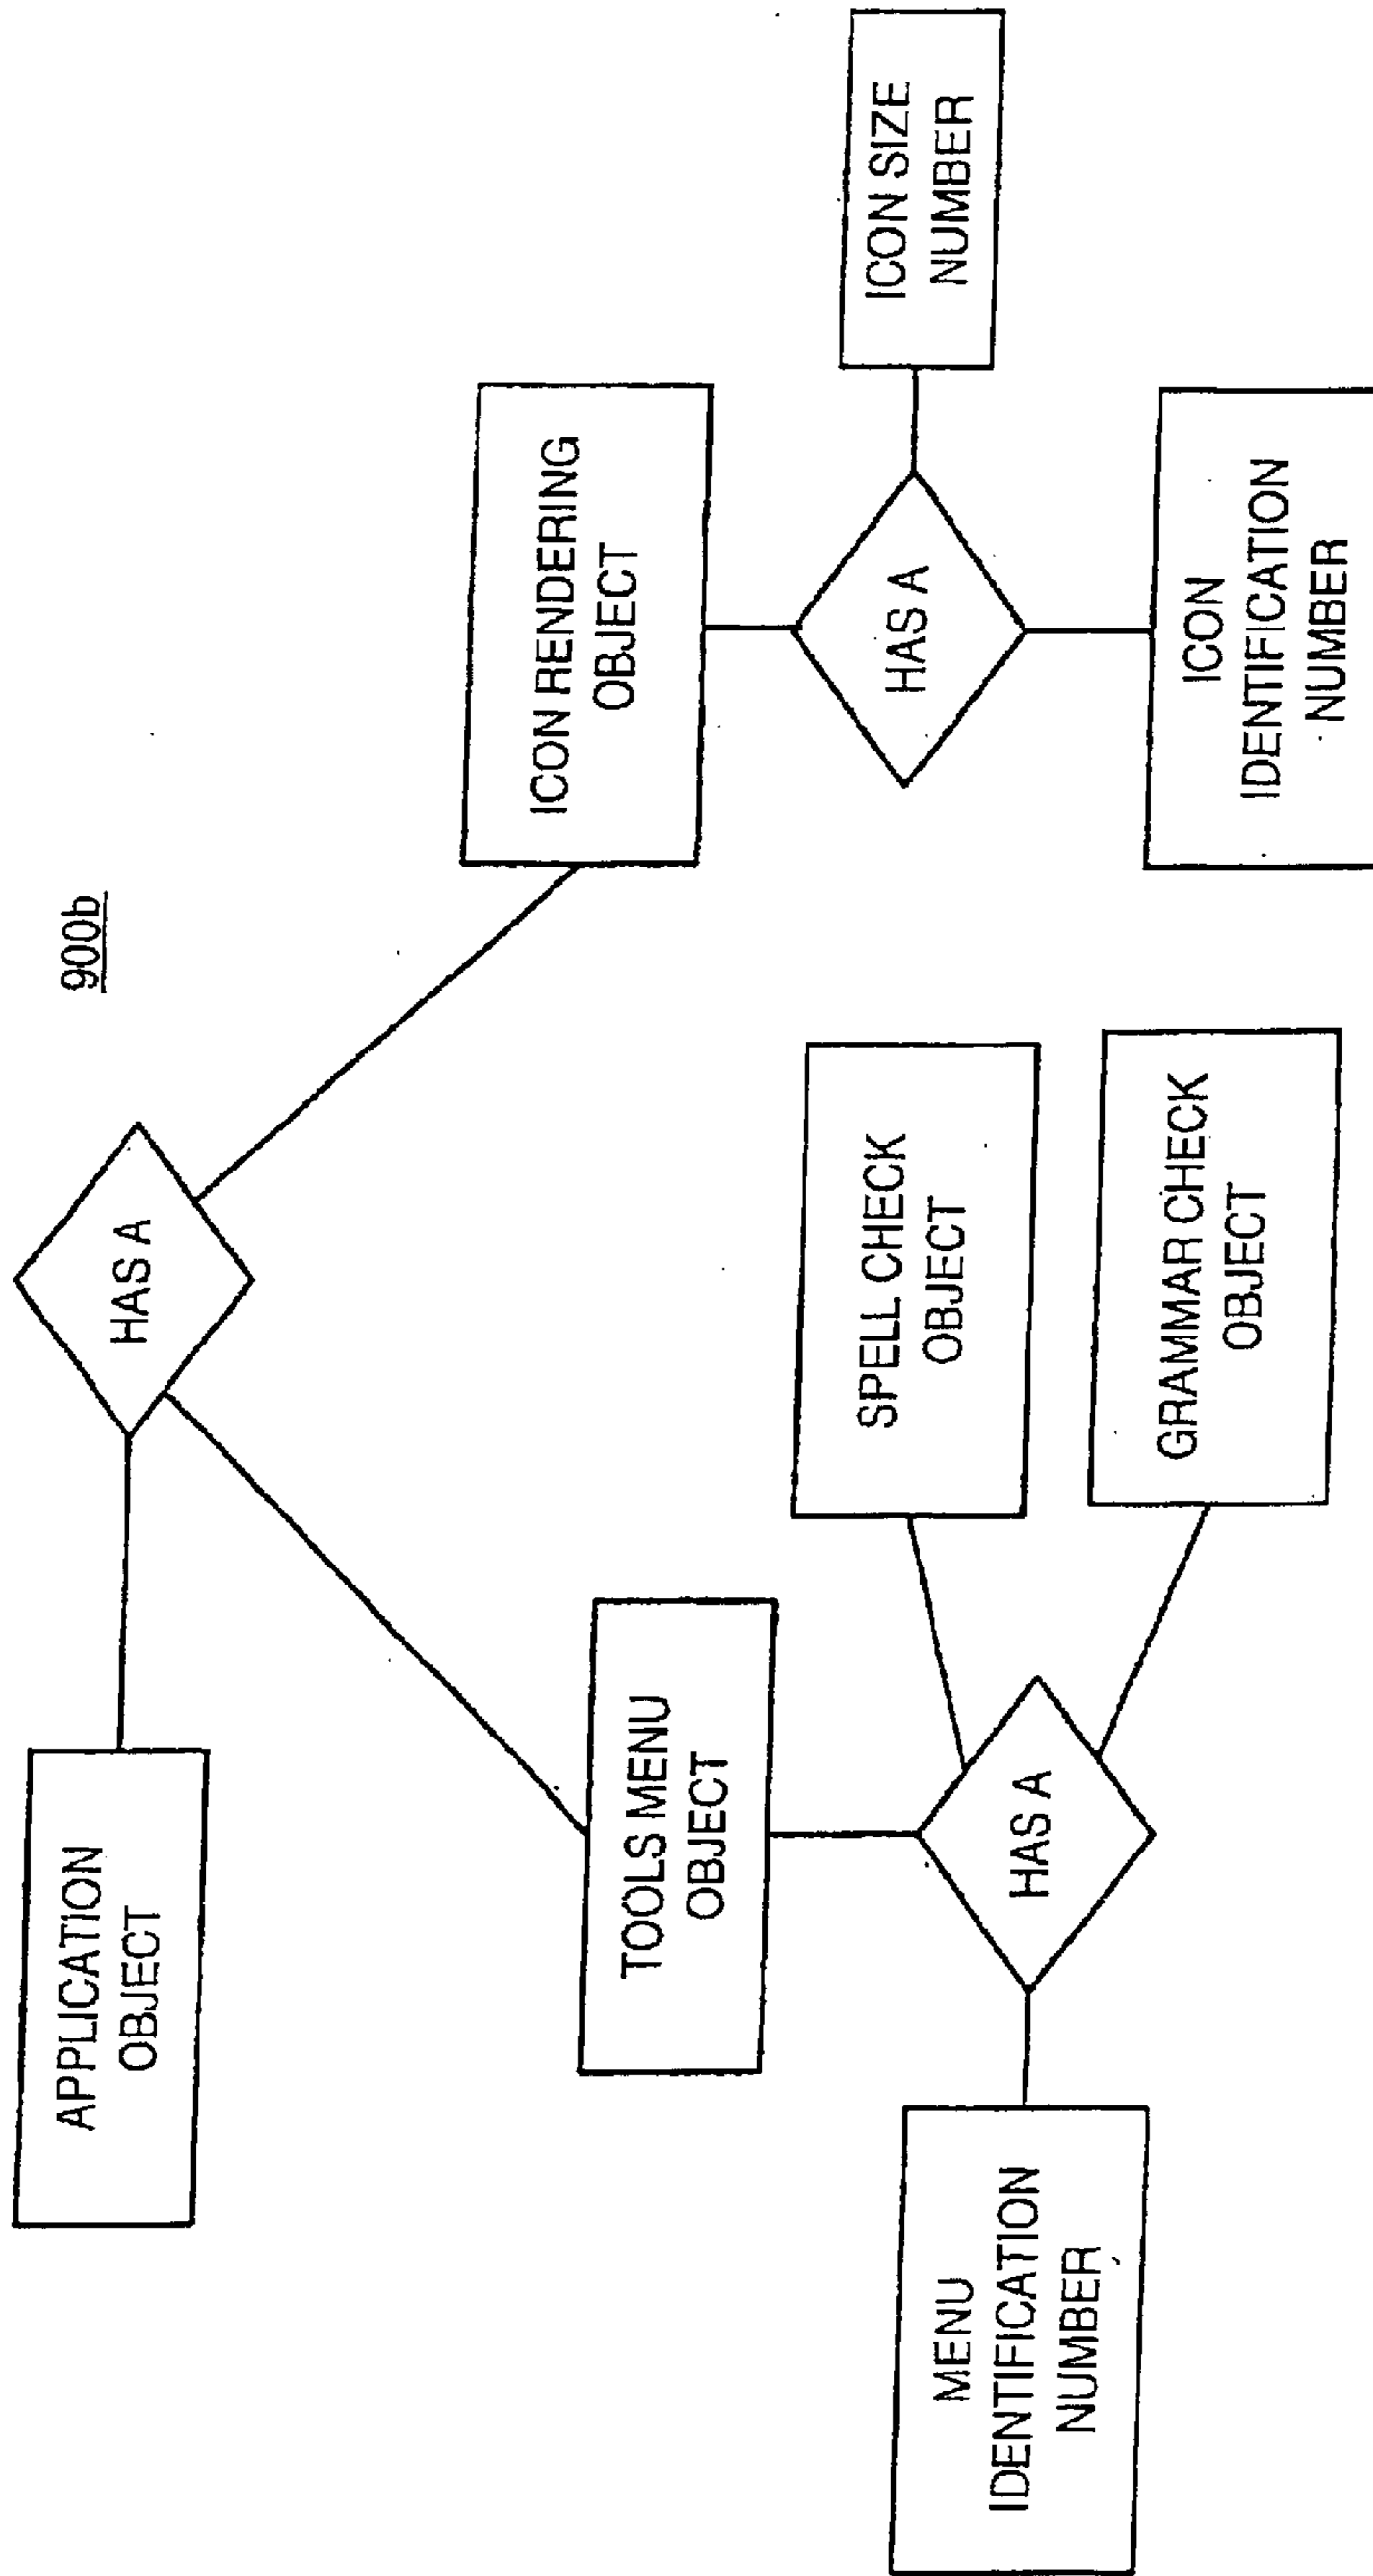 900b
APPLICATION
OBJECT
HAS A
TOOLS MENU
OBJECT
ICON RENDERING
OBJECT
MENU
IDENTIFICATION
NUMBER
HAS A
SPELL CHECK
OBJECT
GRAMMAR CHECK
OBJECT
HAS A
ICON SIZE
NUMBER
ICON
IDENTIFICATION
NUMBER